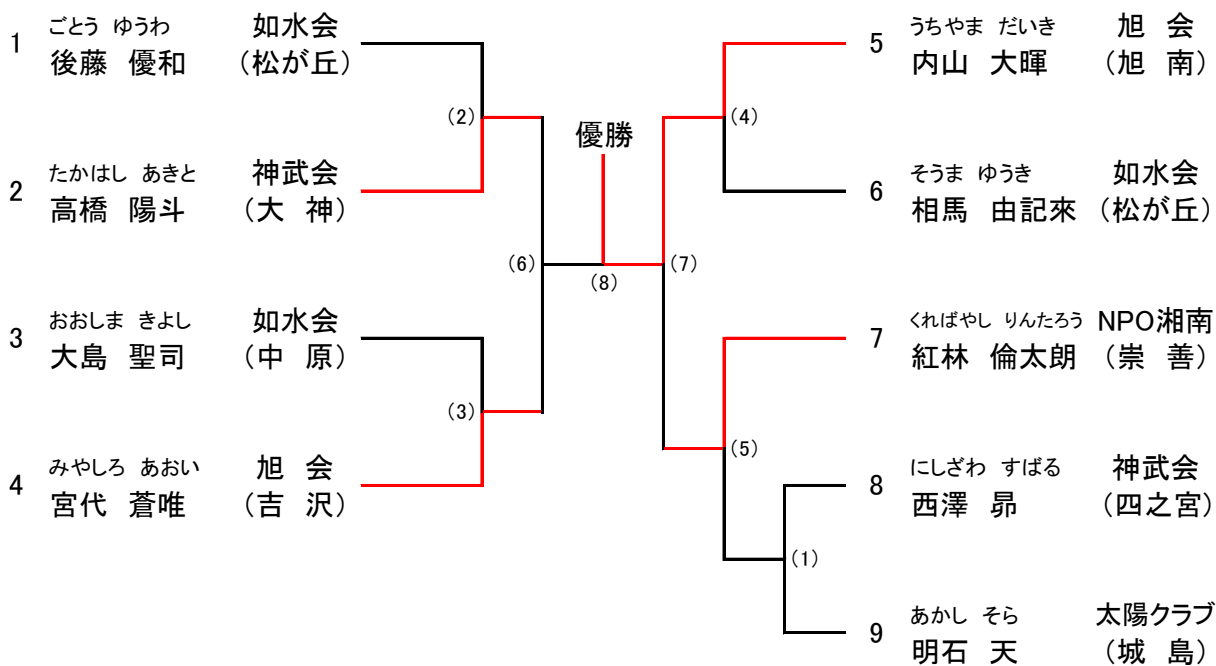 1 ごとう ゆうわ 如水会
後藤 優和 (松が丘)
2 たかはし あきと 神武会
高橋 陽斗 (大 神)
3 おおしま きよし 如水会
大島 聖司 (中 原)
4 みやしろ あおい 旭 会
宮代 蒼唯 (吉 沢)
(2)
(3)
(6)
優勝
(8)
(7)
(4)
(5)
(1)
5 うちやま だいき 旭 会
内山 大暉 (旭 南)
6 そうま ゆうき 如水会
相馬 由記來 (松が丘)
7 くればやし りんたろう NPO湘南
紅林 倫太朗 (崇 善)
8 にしざわ すばる 神武会
西澤 昴 (四之宮)
9 あかし そら 太陽クラブ
明石 天 (城 島)